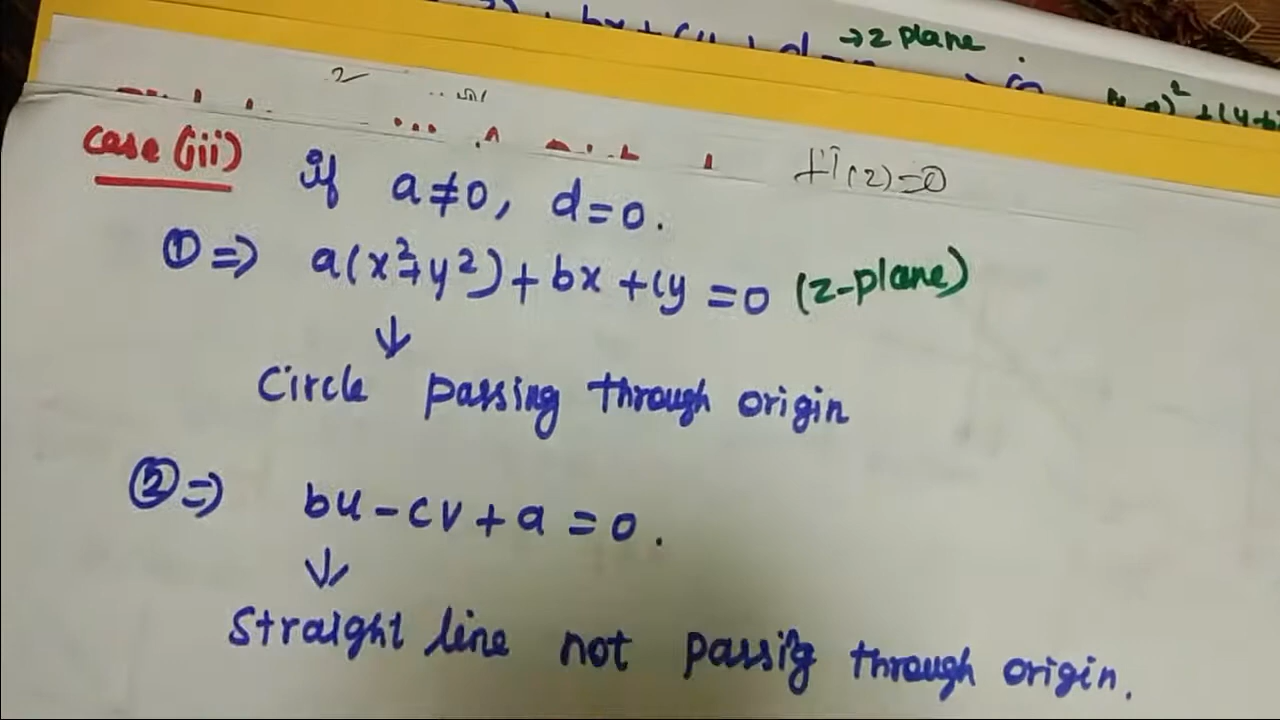 → z plane
+π(z)=0
case (iii) if a≠0, d=0.
① ⇒ a(x²+y²)+bx+cy=0 (z-plane)
↓
Circle passing through origin
② ⇒ bu-cv+a=0.
↓
Straight line not passig through origin.